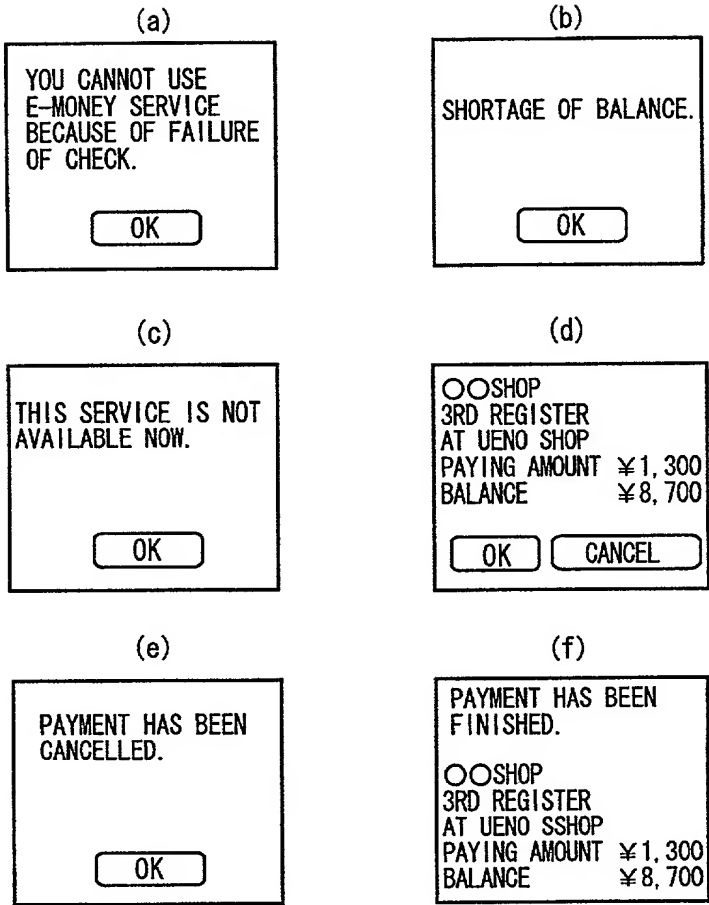 (a)
YOU CANNOT USE
E-MONEY SERVICE
BECAUSE OF FAILURE
OF CHECK.
OK
(b)
SHORTAGE OF BALANCE.
OK
(c)
THIS SERVICE IS NOT
AVAILABLE NOW.
OK
(d)
○○SHOP
3RD REGISTER
AT UENO SHOP
PAYING AMOUNT ¥1,300
BALANCE ¥8,700
OK CANCEL
(e)
PAYMENT HAS BEEN
CANCELLED.
OK
(f)
PAYMENT HAS BEEN
FINISHED.
○○SHOP
3RD REGISTER
AT UENO SSHOP
PAYING AMOUNT ¥1,300
BALANCE ¥8,700